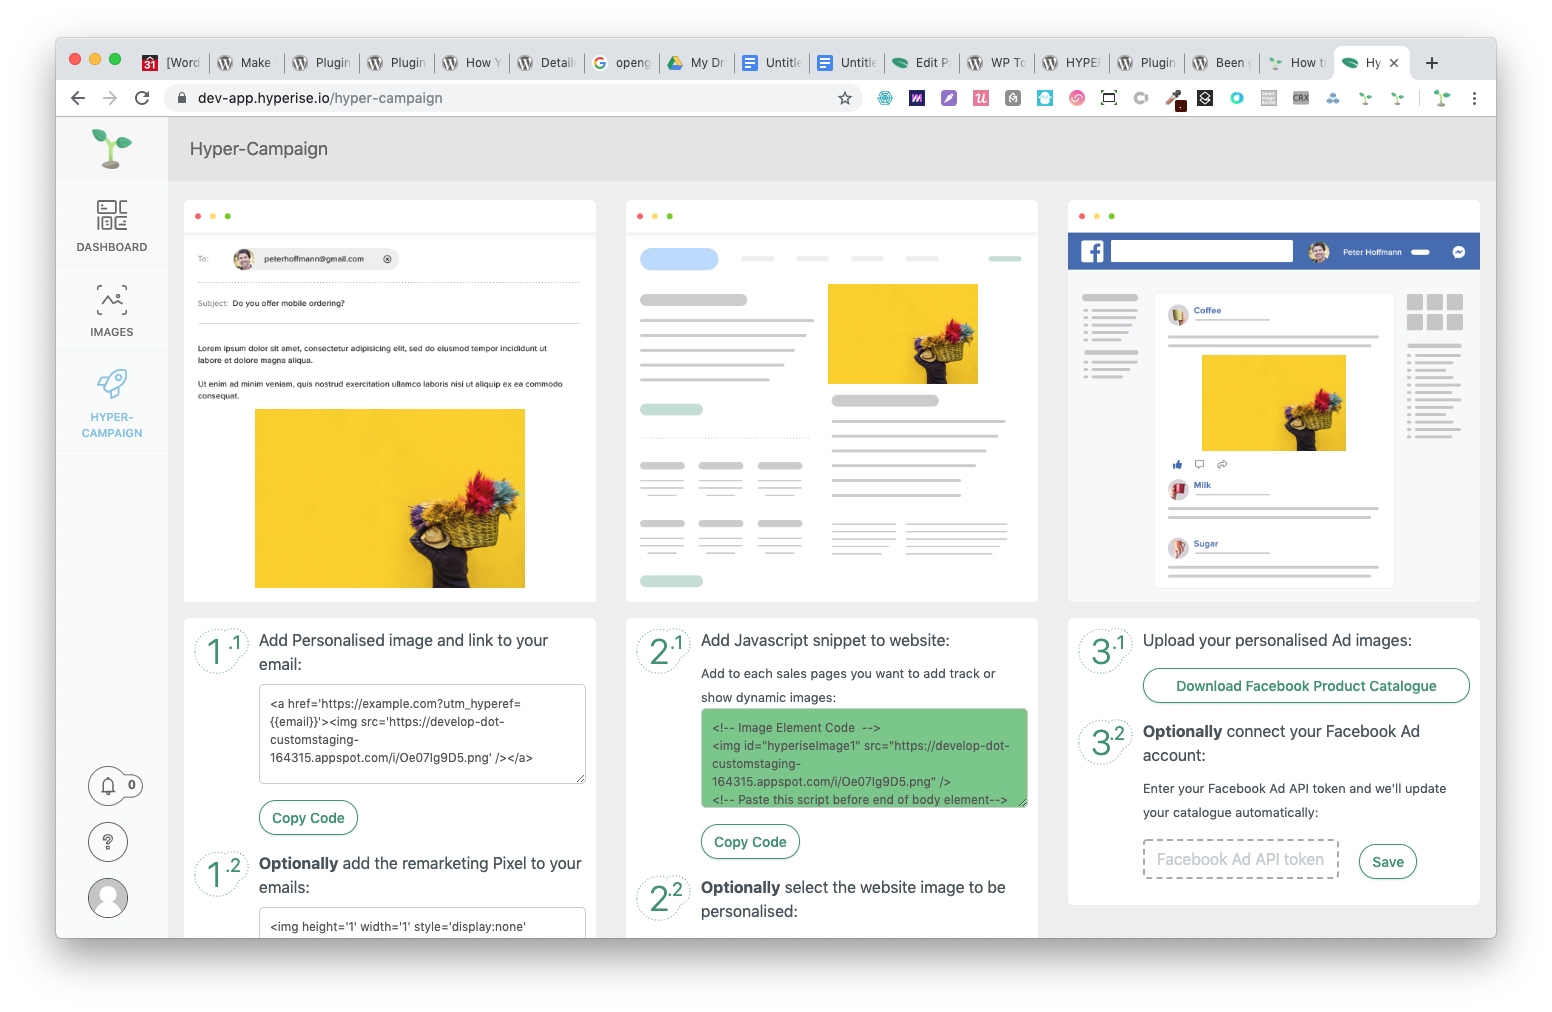 31
[Word
Make
Plugin
Plugin
How Y
Detail
openg
My Dr
Untitle
Untitle
Edit P
WP To
HYPE
Plugin
Been
How t
Hy
dev-app.hyperise.io/hyper-campaign
CRX
Hyper-Campaign
DASHBOARD
IMAGES
HYPER-
CAMPAIGN
0
?
To:
peterhoffmann@gmail.com
Subject: Do you offer mobile ordering?
Lorem ipsum dolor sit amet, consectetur adipisicing elit, sed do eiusmod tempor incididunt ut
labore et dolore magna aliqua.
Ut enim ad minim veniam, quis nostrud exercitation ullamco laboris nisi ut aliquip ex ea commodo
consequat.
Peter Hoffmann
Coffee
Milk
Sugar
1.1
Add Personalised image and link to your
email:
<a href='https://example.com?utm_hyperef=
{{email}}'><img src='https://develop-dot-
customstaging-
164315.appspot.com/i/Oe07lg9D5.png' /></a>
Copy Code
1.2
Optionally add the remarketing Pixel to your
emails:
<img height='1' width='1' style='display:none'
2.1
Add Javascript snippet to website:
Add to each sales pages you want to add track or
show dynamic images:
<!-- Image Element Code -->
<img id="hyperiseImage1" src="https://develop-dot-
customstaging-
164315.appspot.com/i/Oe07lg9D5.png" />
<!-- Paste this script before end of body element-->
Copy Code
2.2
Optionally select the website image to be
personalised:
3.1
Upload your personalised Ad images:
Download Facebook Product Catalogue
3.2
Optionally connect your Facebook Ad
account:
Enter your Facebook Ad API token and we'll update
your catalogue automatically:
Facebook Ad API token
Save